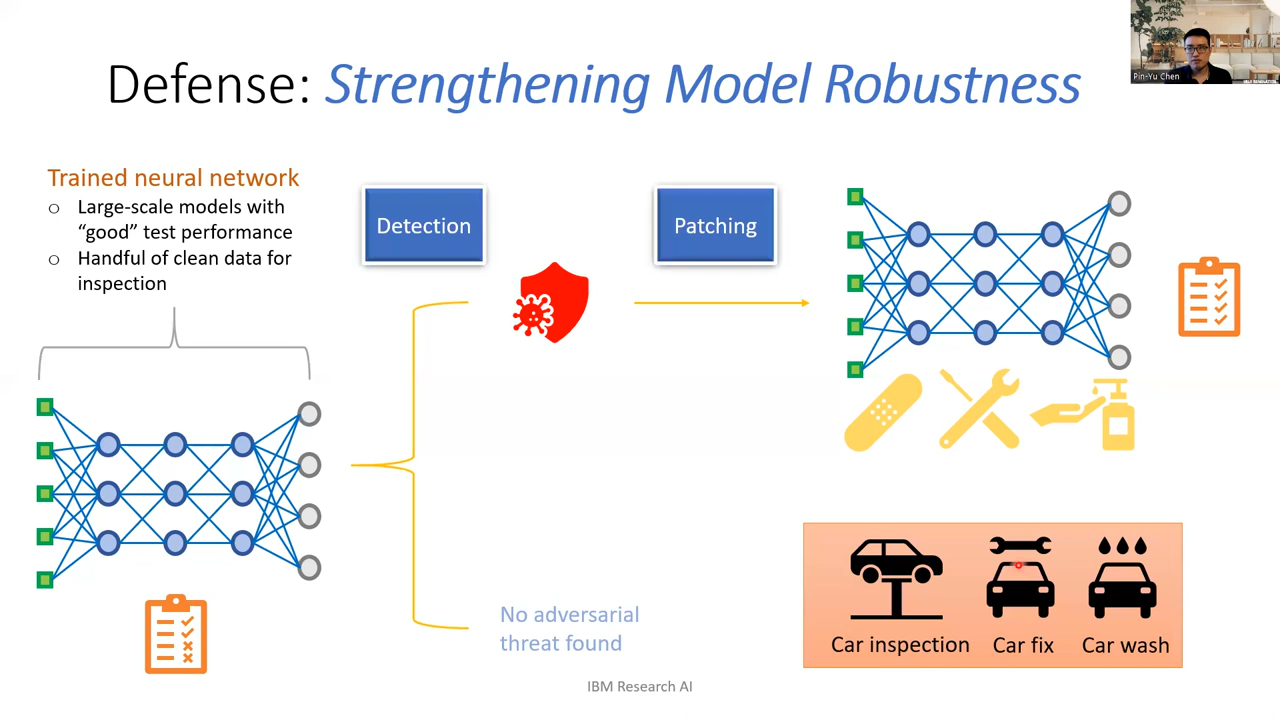 Defense: Strengthening Model Robustness
Pin-Yu Chen
Trained neural network
○ Large-scale models with
“good” test performance
○ Handful of clean data for
inspection
Detection
Patching
No adversarial
threat found
Car inspection
Car fix
Car wash
IBM Research AI